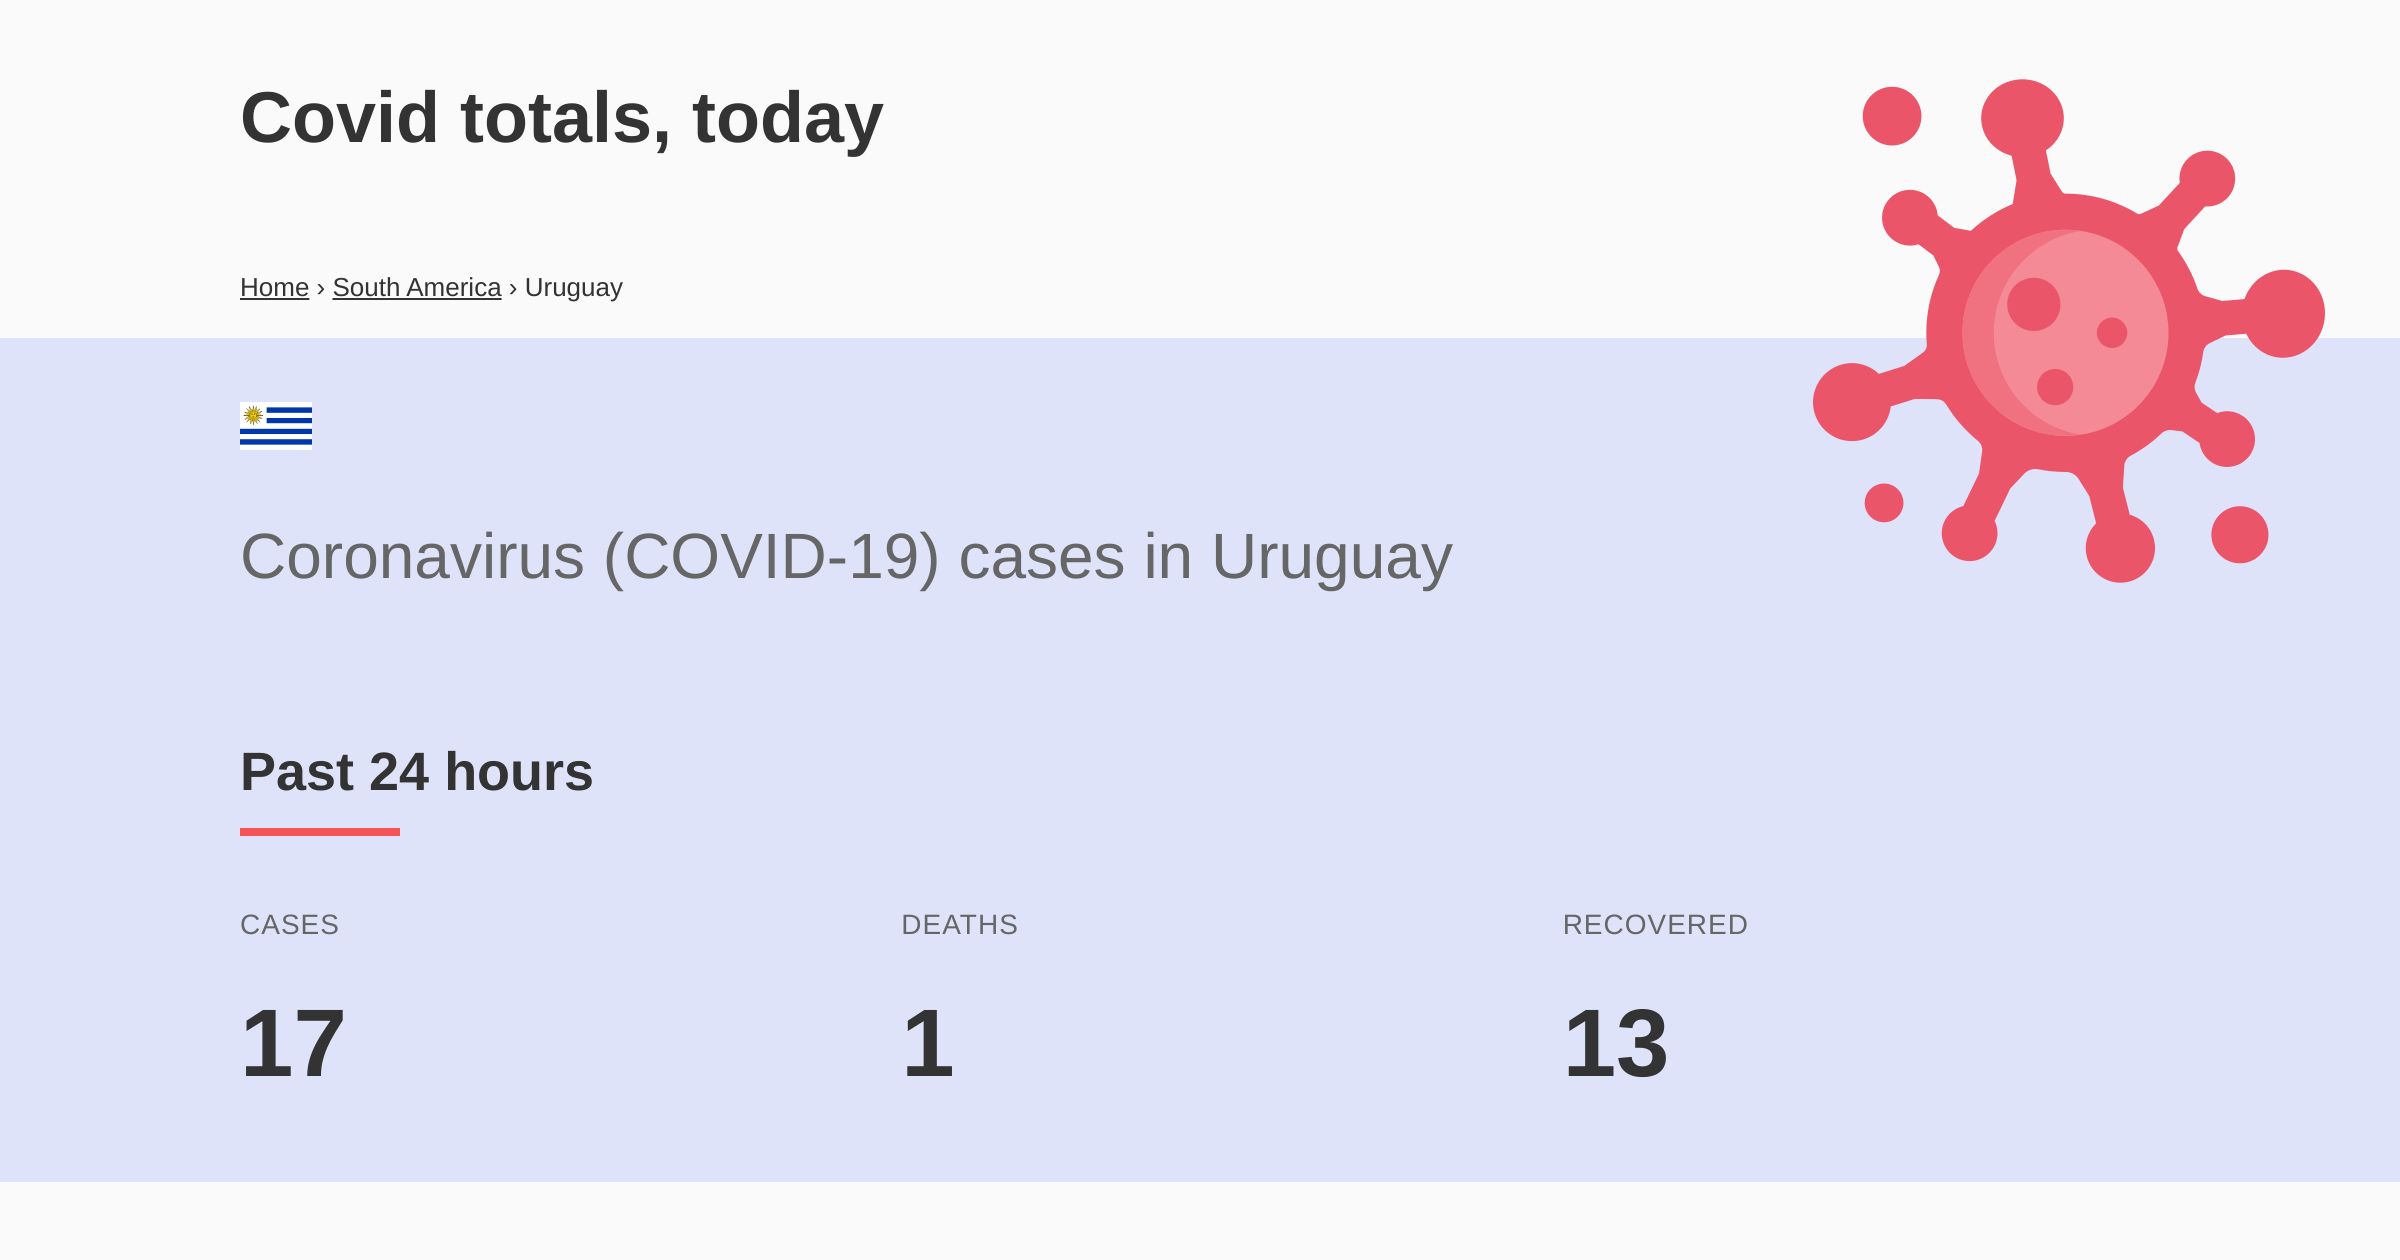 Covid totals, today
Home › South America › Uruguay
Coronavirus (COVID-19) cases in Uruguay
Past 24 hours
CASES DEATHS RECOVERED
17 1 13